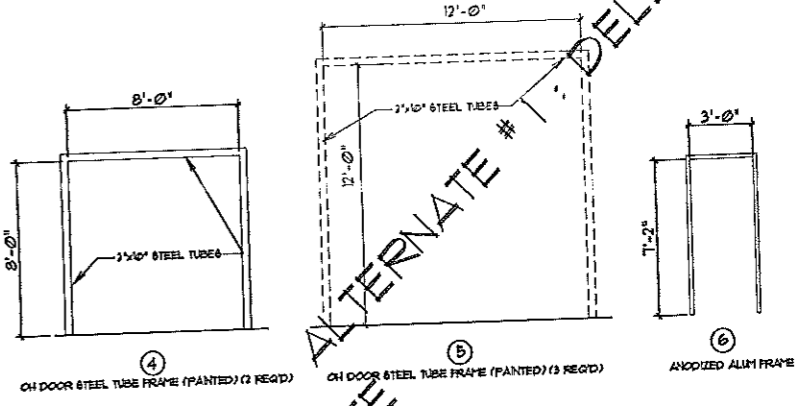 12'-0"
8'-0"
8'-0"
2"x10" STEEL TUBES
2"x10" STEEL TUBES
12'-0"
3'-0"
7'-2"
ALTERNATE #1: DEL
4
OH DOOR STEEL TUBE FRAME (PAINTED) (2 REQ'D)
5
OH DOOR STEEL TUBE FRAME (PAINTED) (3 REQ'D)
6
ANODIZED ALUM FRAME